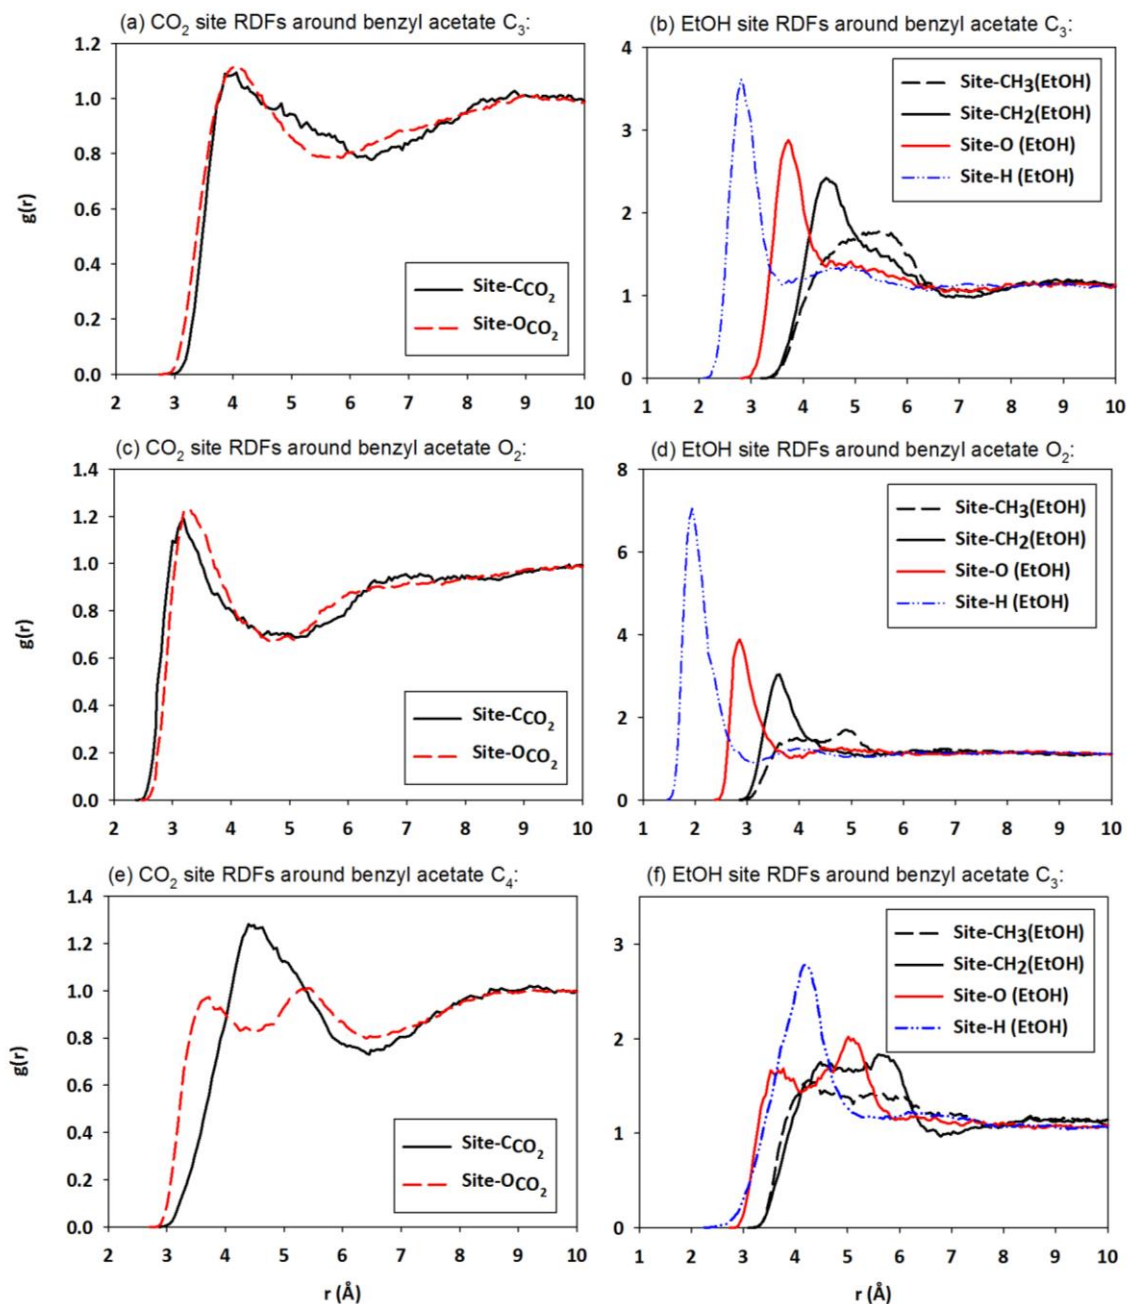 (a) CO2 site RDFs around benzyl acetate C3:
1.2
1.0
0.8
0.6
0.4
0.2
0.0
g(r)
Site-CCO2
Site-OCO2
2 3 4 5 6 7 8 9 10
(b) EtOH site RDFs around benzyl acetate C3:
4
3
2
1
0
Site-CH3(EtOH)
Site-CH2(EtOH)
Site-O (EtOH)
Site-H (EtOH)
1 2 3 4 5 6 7 8 9 10
(c) CO2 site RDFs around benzyl acetate O2:
1.4
1.2
1.0
0.8
0.6
0.4
0.2
0.0
g(r)
Site-CCO2
Site-OCO2
2 3 4 5 6 7 8 9 10
(d) EtOH site RDFs around benzyl acetate O2:
8
6
4
2
0
Site-CH3(EtOH)
Site-CH2(EtOH)
Site-O (EtOH)
Site-H (EtOH)
1 2 3 4 5 6 7 8 9 10
(e) CO2 site RDFs around benzyl acetate C4:
1.4
1.2
1.0
0.8
0.6
0.4
0.2
0.0
g(r)
Site-CCO2
Site-OCO2
2 3 4 5 6 7 8 9 10
r (Å)
(f) EtOH site RDFs around benzyl acetate C3:
3
2
1
0
Site-CH3(EtOH)
Site-CH2(EtOH)
Site-O (EtOH)
Site-H (EtOH)
1 2 3 4 5 6 7 8 9 10
r (Å)